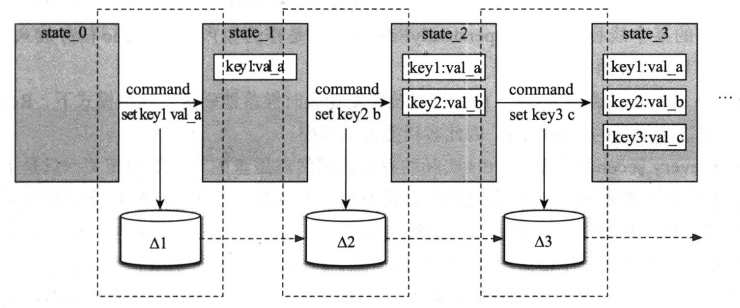 state_0
state_1
state_2
state_3
key1:val_a
key1:val_a
key2:val_b
key1:val_a
key2:val_b
key3:val_c
command
set key1 val_a
command
set key2 b
command
set key3 c
...
Δ1
Δ2
Δ3